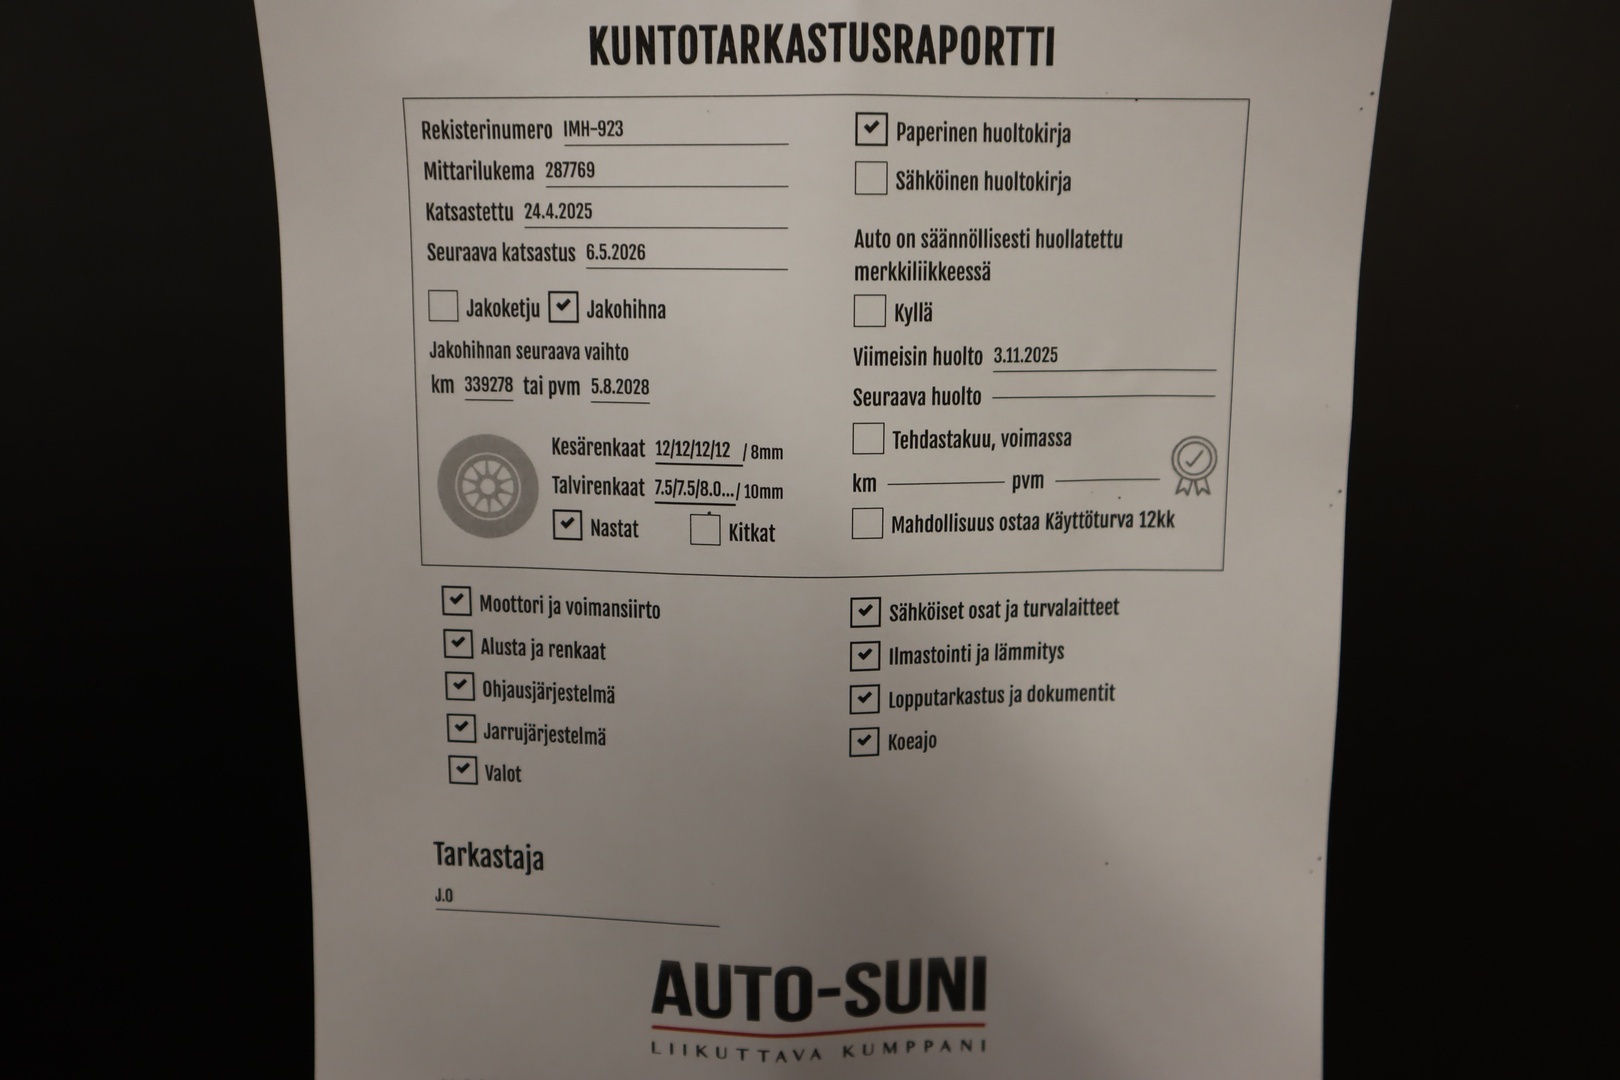 KUNTOTARKASTUSRAPORTTI
Rekisterinumero IMH-923
Mittarilukema 287769
Katsastettu 24.4.2025
Seuraava katsastus 6.5.2026
Jakoketju Jakohihna
Jakohihnan seuraava vaihto
km 339278 tai pvm 5.8.2028
Kesärenkaat 12/12/12/12 / 8mm
Talvirenkaat 7.5/7.5/8.0.../ 10mm
Nastat Kitkat
Paperinen huoltokirja
Sähköinen huoltokirja
Auto on säännöllisesti huollatettu
merkkiliikkeessä
Kyllä
Viimeisin huolto 3.11.2025
Seuraava huolto
Tehdastakuu, voimassa
km pvm
Mahdollisuus ostaa Käyttöturva 12kk
Moottori ja voimansiirto
Alusta ja renkaat
Ohjausjärjestelmä
Jarrujärjestelmä
Valot
Sähköiset osat ja turvalaitteet
Ilmastointi ja lämmitys
Lopputarkastus ja dokumentit
Koeajo
Tarkastaja
J.O
AUTO-SUNI
LIIKUTTAVA KUMPPANI